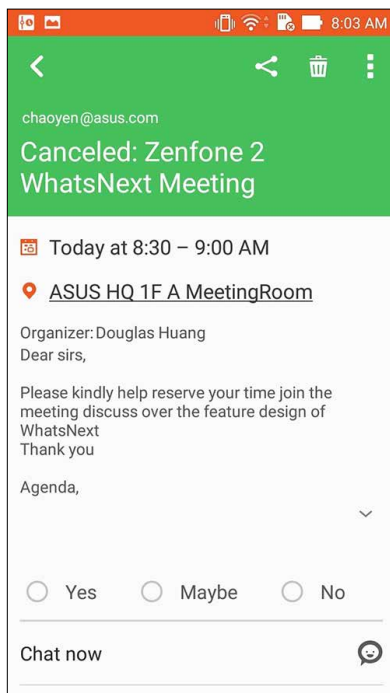 8:03 AM
chaoyen@asus.com
Canceled: Zenfone 2
WhatsNext Meeting
Today at 8:30 – 9:00 AM
ASUS HQ 1F A MeetingRoom
Organizer: Douglas Huang
Dear sirs,
Please kindly help reserve your time join the
meeting discuss over the feature design of
WhatsNext
Thank you
Agenda,
Yes Maybe No
Chat now